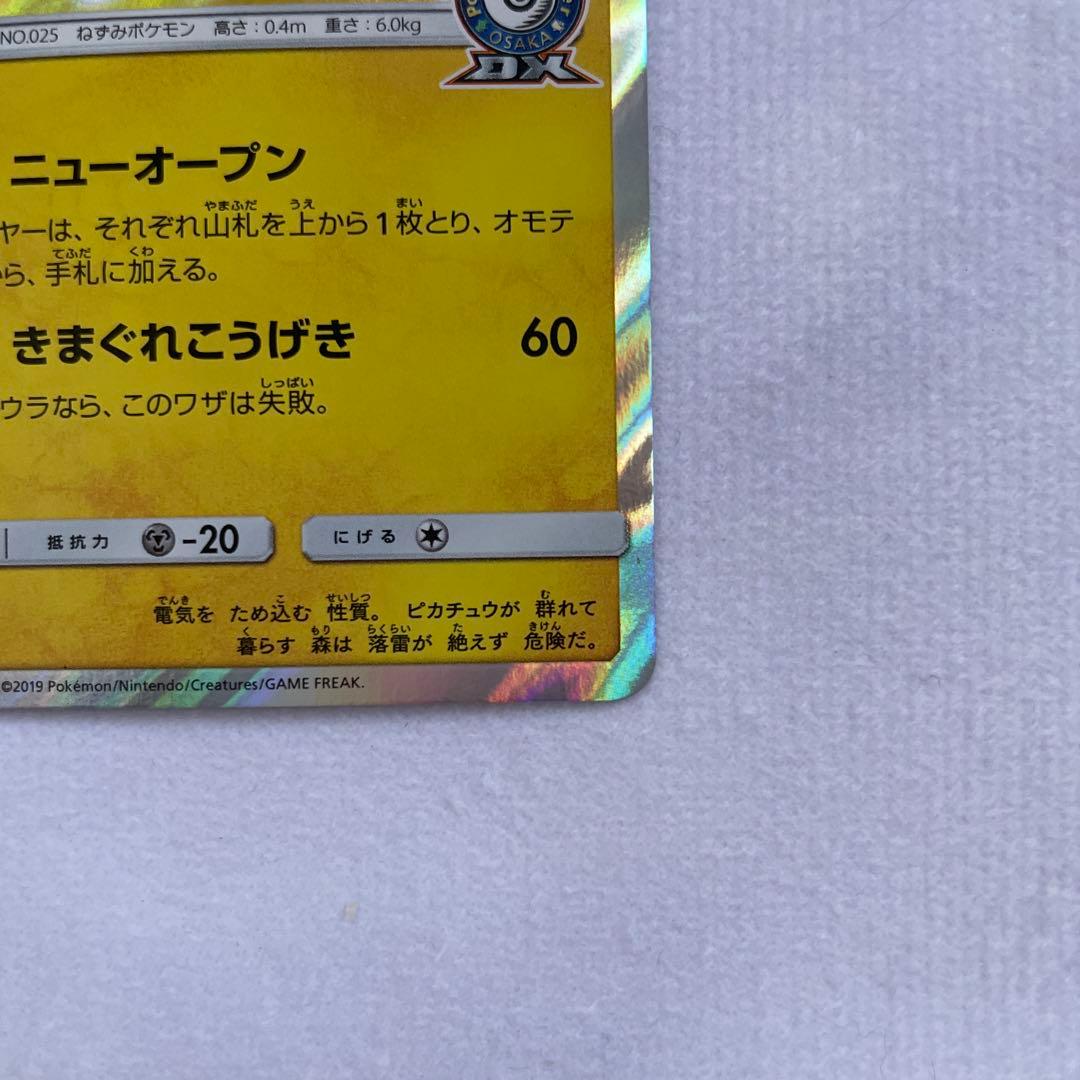 NO.025 ねずみポケモン 高さ：0.4m 重さ：6.0kg
OSAKA
DX
ニューオープン
ヤーは、それぞれ山札を上から1枚とり、オモテ
ら、手札に加える。
きまぐれこうげき 60
ウラなら、このワザは失敗。
抵抗力 -20 にげる
電気を ため込む 性質。 ピカチュウが 群れて
暮らす 森は 落雷が 絶えず 危険だ。
©2019 Pokémon/Nintendo/Creatures/GAME FREAK.